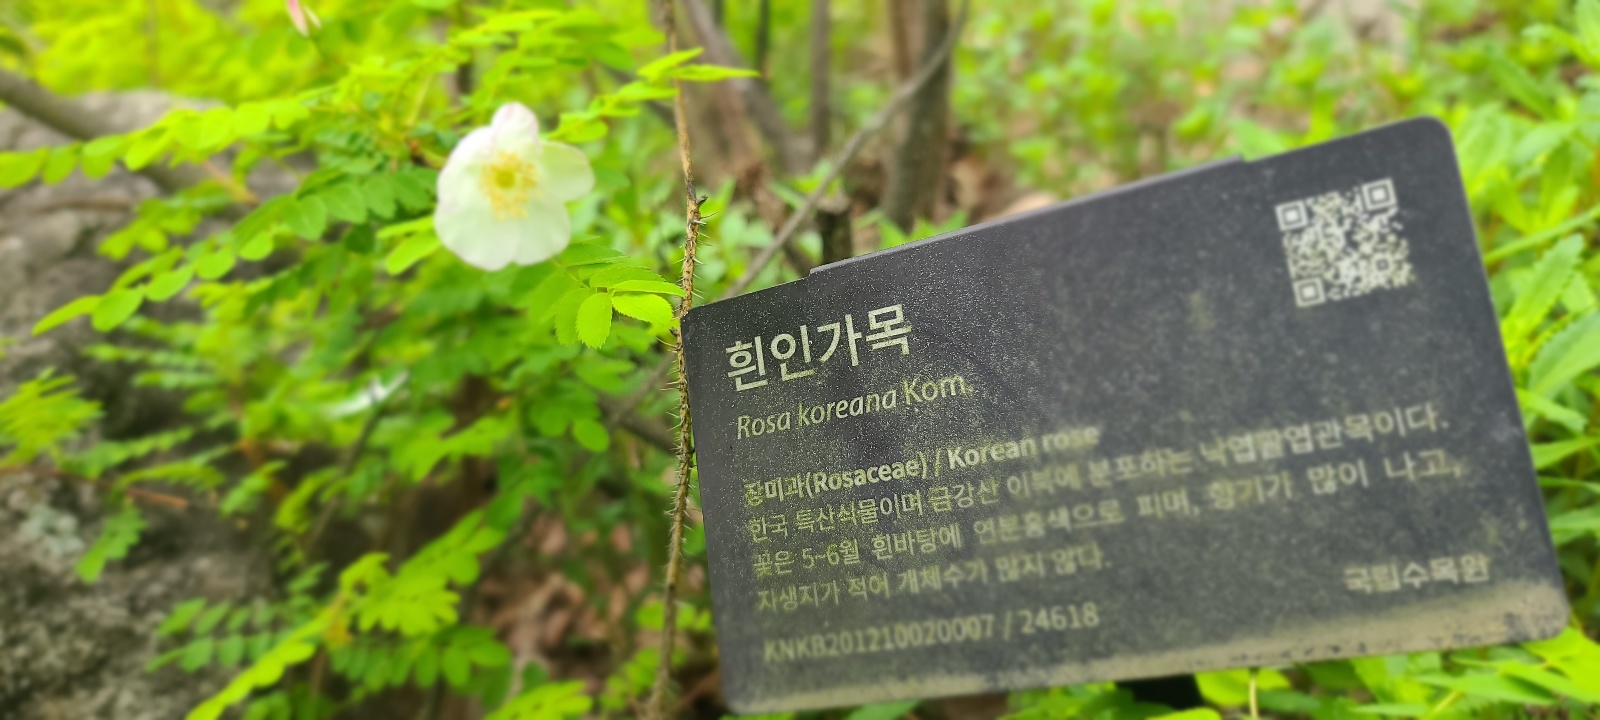 흰인가목
Rosa koreana Kom.
장미과(Rosaceae) / Korean rose
한국 특산식물이며 금강산 이북에 분포하는 낙엽활엽관목이다.
꽃은 5~6월 흰바탕에 연분홍색으로 피며, 향기가 많이 나고,
자생지가 적어 개체수가 많지 않다.
국립수목원
KNKB201210020007 / 24618